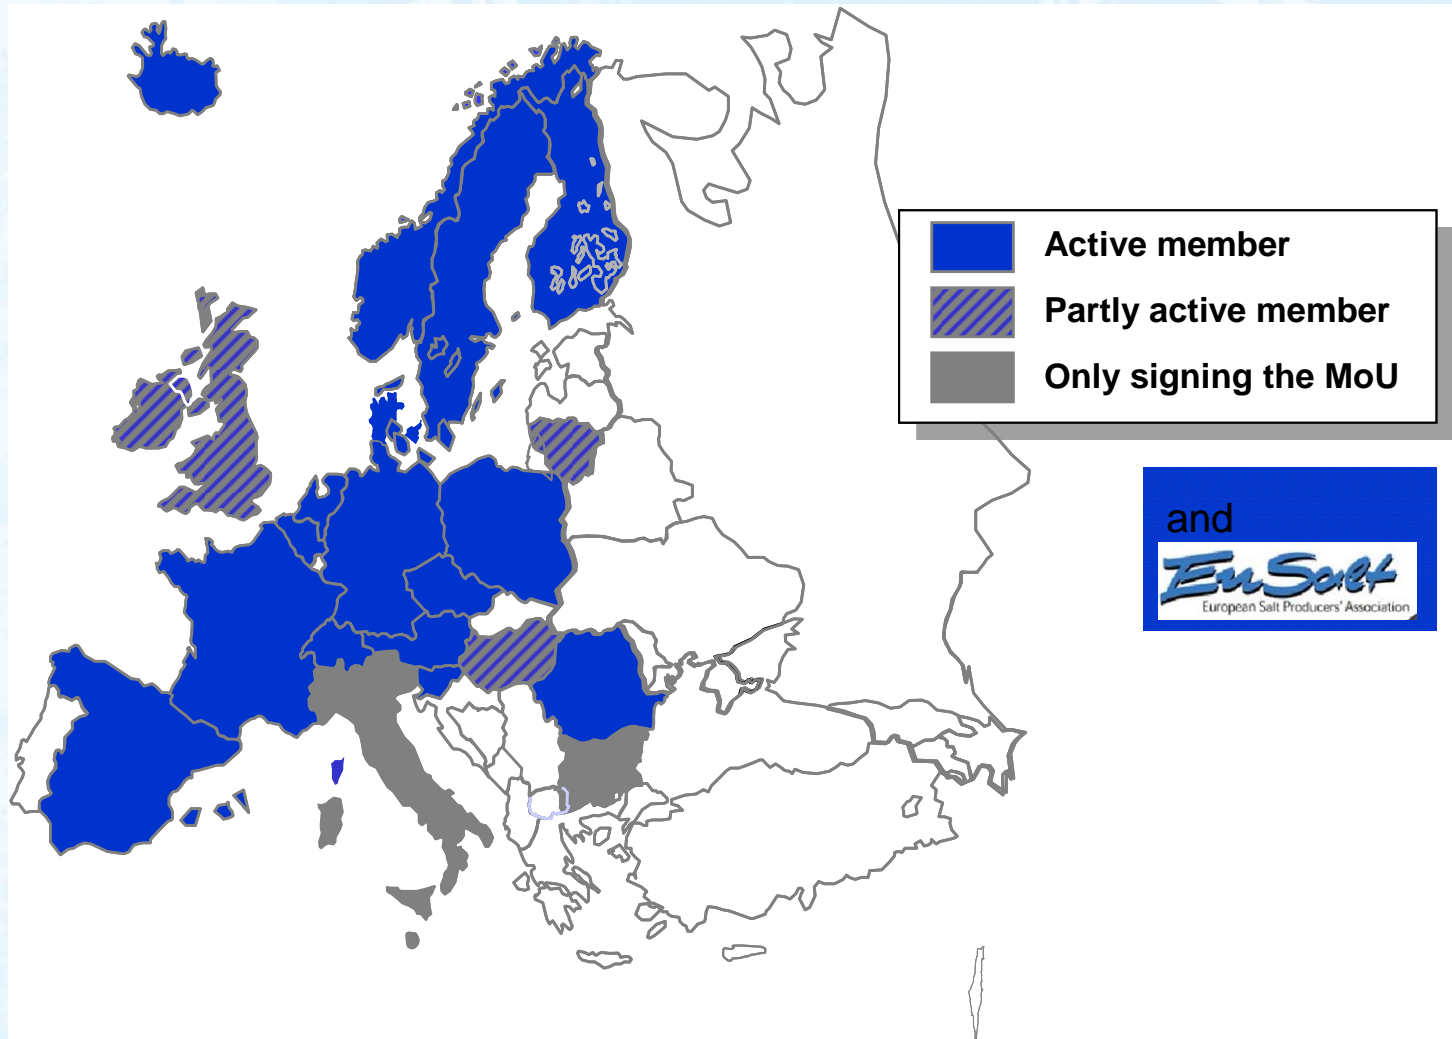 Active member
Partly active member
Only signing the MoU
and
EuSalt
European Salt Producers' Association